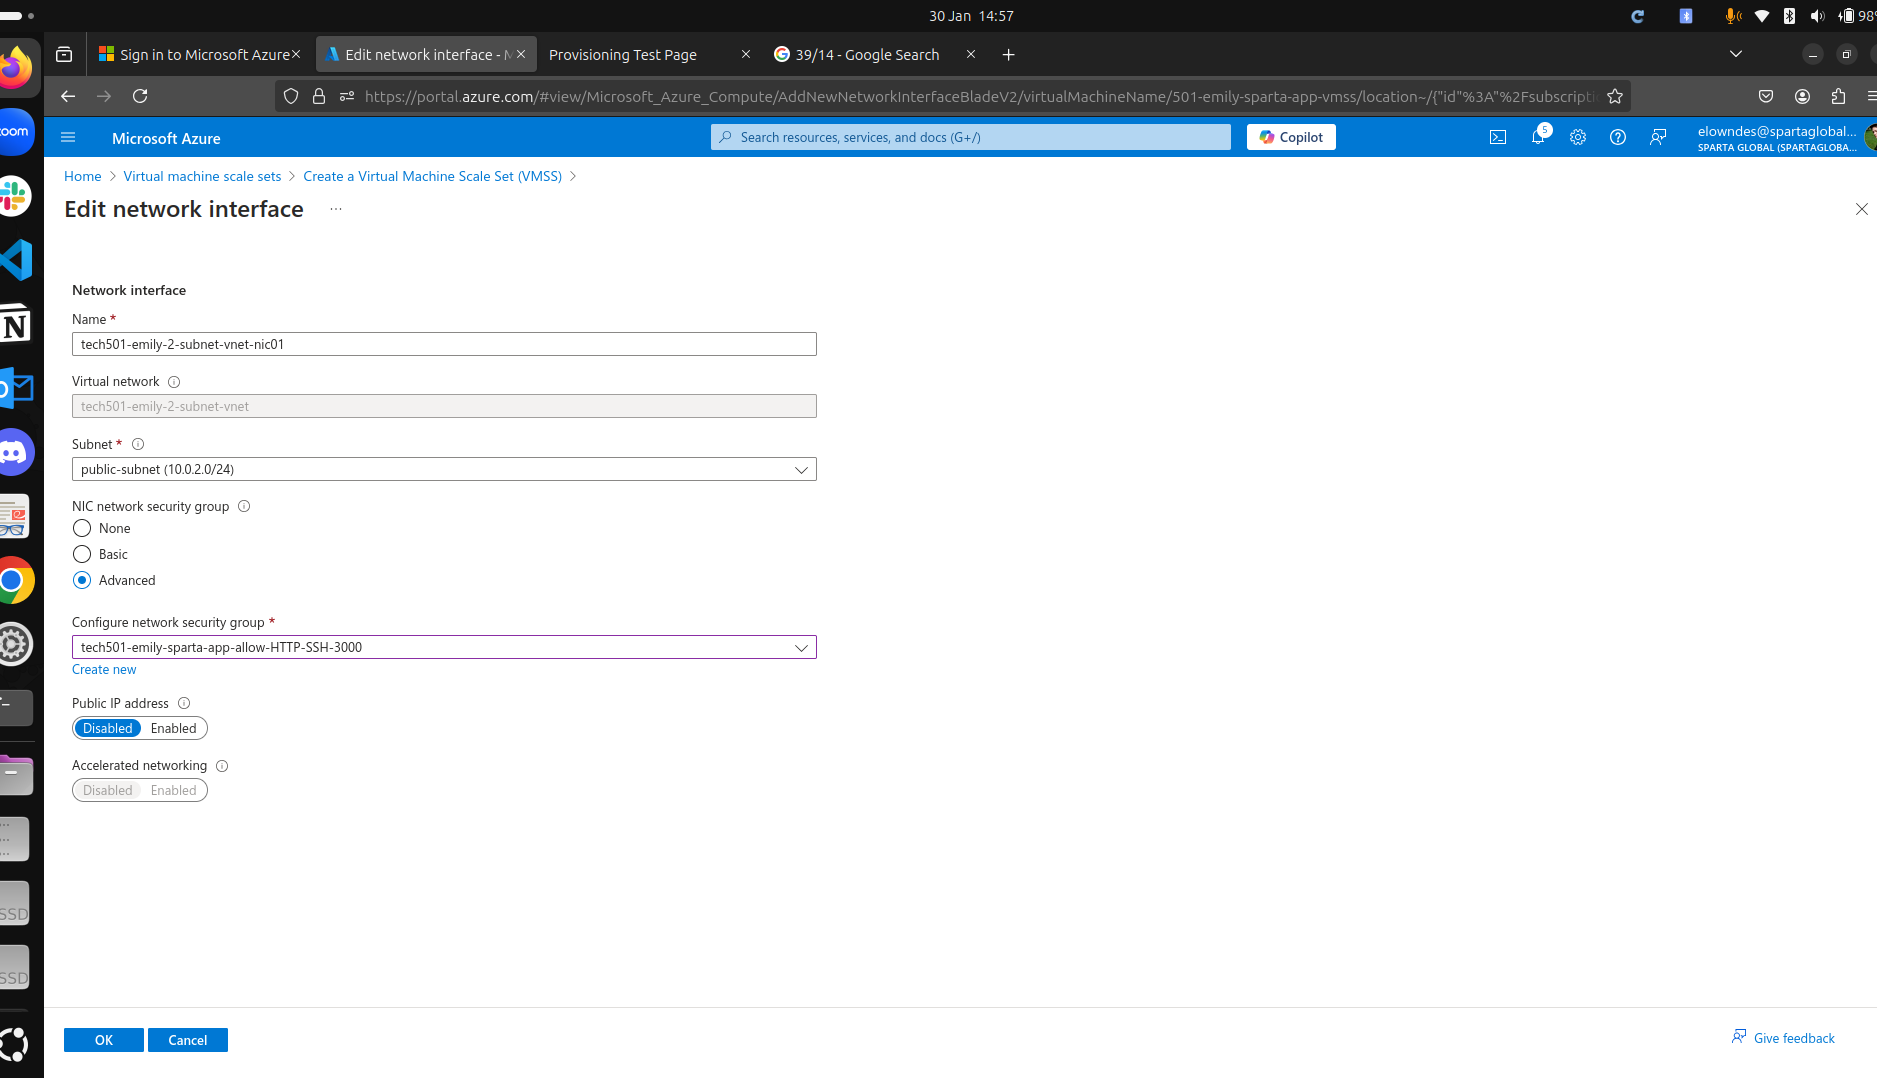 30 Jan 14:57
98%
Sign in to Microsoft Azure
Edit network interface - M
Provisioning Test Page
39/14 - Google Search
https://portal.azure.com/#view/Microsoft_Azure_Compute/AddNewNetworkInterfaceBladeV2/virtualMachineName/501-emily-sparta-app-vmss/location~/{"id"%3A"%2Fsubscripti
zoom
Microsoft Azure
Search resources, services, and docs (G+/)
Copilot
5
elowndes@spartaglobal...
SPARTA GLOBAL (SPARTAGLOBA...
Home > Virtual machine scale sets > Create a Virtual Machine Scale Set (VMSS) >
Edit network interface ...
Network interface
Name *
tech501-emily-2-subnet-vnet-nic01
Virtual network
tech501-emily-2-subnet-vnet
Subnet *
public-subnet (10.0.2.0/24)
NIC network security group
None
Basic
Advanced
Configure network security group *
tech501-emily-sparta-app-allow-HTTP-SSH-3000
Create new
Public IP address
Disabled Enabled
Accelerated networking
Disabled Enabled
SSD
SSD
OK Cancel
Give feedback